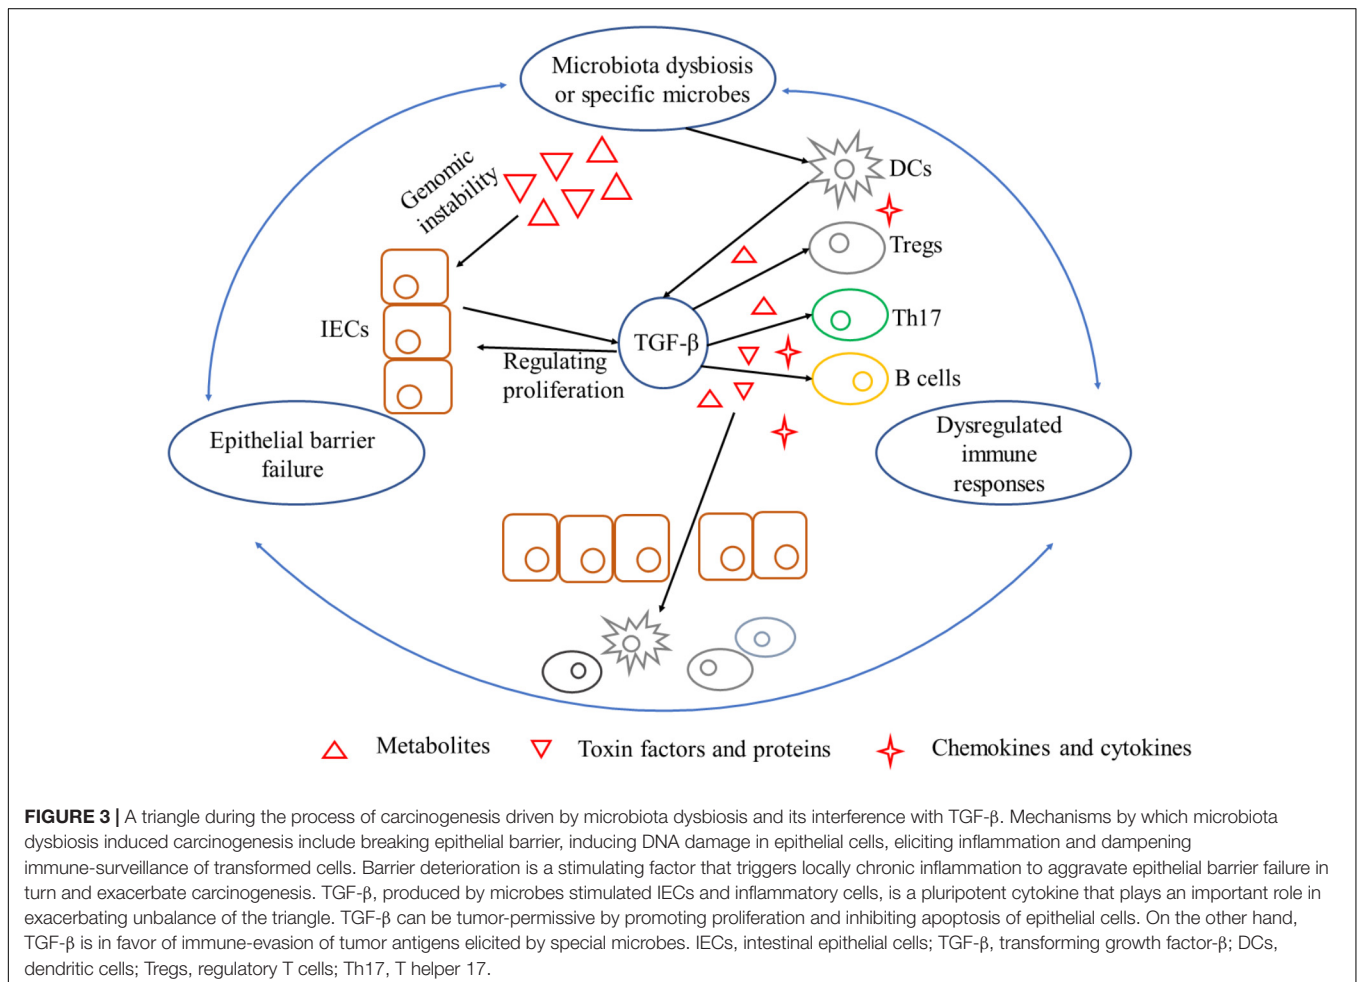 Microbiota dysbiosis
or specific microbes
Genomic
instability
DCs
Tregs
IECs
TGF-β
Th17
Regulating
proliferation
B cells
Epithelial barrier
failure
Dysregulated
immune
responses
Metabolites
Toxin factors and proteins
Chemokines and cytokines
FIGURE 3 | A triangle during the process of carcinogenesis driven by microbiota dysbiosis and its interference with TGF-β. Mechanisms by which microbiota
dysbiosis induced carcinogenesis include breaking epithelial barrier, inducing DNA damage in epithelial cells, eliciting inflammation and dampening
immune-surveillance of transformed cells. Barrier deterioration is a stimulating factor that triggers locally chronic inflammation to aggravate epithelial barrier failure in
turn and exacerbate carcinogenesis. TGF-β, produced by microbes stimulated IECs and inflammatory cells, is a pluripotent cytokine that plays an important role in
exacerbating unbalance of the triangle. TGF-β can be tumor-permissive by promoting proliferation and inhibiting apoptosis of epithelial cells. On the other hand,
TGF-β is in favor of immune-evasion of tumor antigens elicited by special microbes. IECs, intestinal epithelial cells; TGF-β, transforming growth factor-β; DCs,
dendritic cells; Tregs, regulatory T cells; Th17, T helper 17.